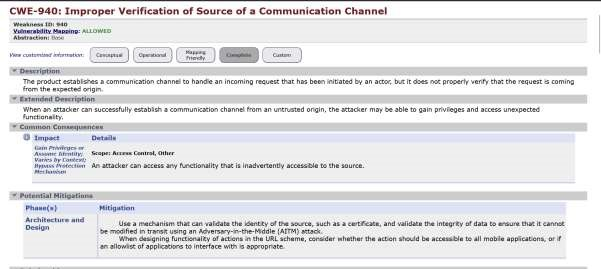 CWE-940: Improper Verification of Source of a Communication Channel
Weakness ID: 940
Vulnerability Mapping: ALLOWED
Abstraction: Base
View customized information: Conceptual Operational Mapping Friendly Complete Custom
Description
The product establishes a communication channel to handle an incoming request that has been initiated by an actor, but it does not properly verify that the request is coming
from the expected origin.
Extended Description
When an attacker can successfully establish a communication channel from an untrusted origin, the attacker may be able to gain privileges and access unexpected
functionality.
Common Consequences
Impact Details
Gain Privileges or
Assume Identity;
Varies by Context;
Bypass Protection
Mechanism
Scope: Access Control, Other
An attacker can access any functionality that is inadvertently accessible to the source.
Potential Mitigations
Phase(s) Mitigation
Architecture and
Design
Use a mechanism that can validate the identity of the source, such as a certificate, and validate the integrity of data to ensure that it cannot
be modified in transit using an Adversary-in-the-Middle (AITM) attack.
When designing functionality of actions in the URL scheme, consider whether the action should be accessible to all mobile applications, or if
an allowlist of applications to interface with is appropriate.